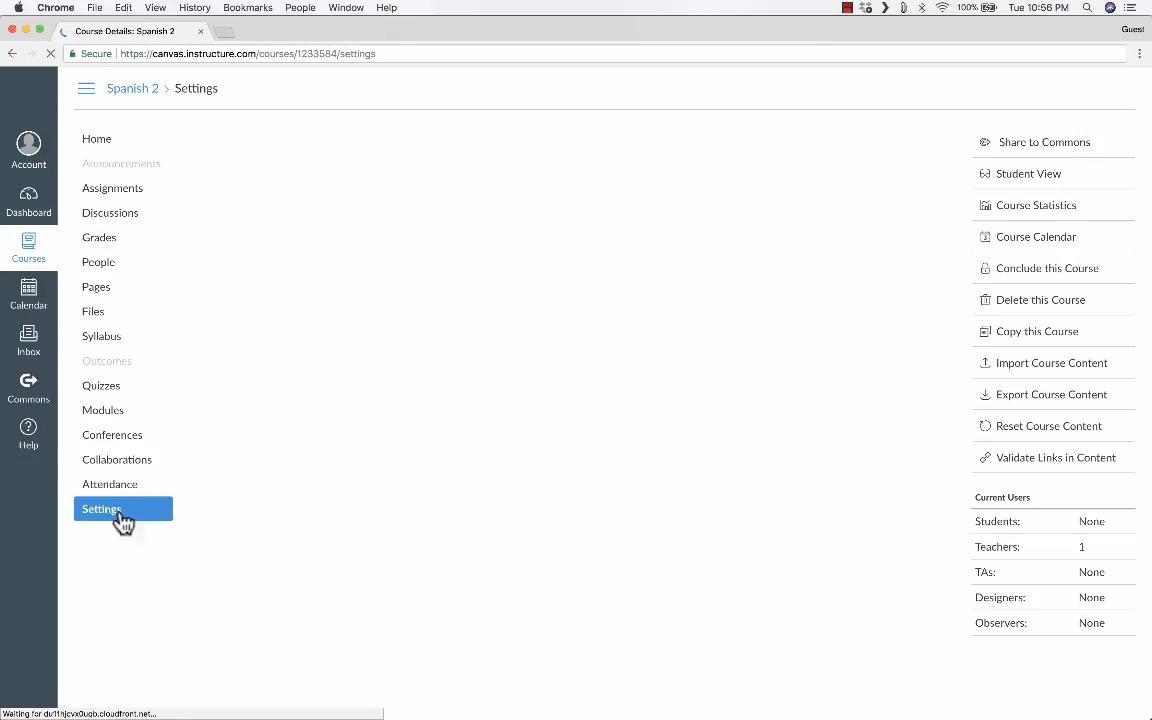 Chrome File Edit View History Bookmarks People Window Help 100% Tue 10:56 PM
Course Details: Spanish 2 Guest
Secure https://canvas.instructure.com/courses/1233584/settings
Spanish 2 > Settings
Account
Dashboard
Courses
Calendar
Inbox
Commons
Help
Home
Announcements
Assignments
Discussions
Grades
People
Pages
Files
Syllabus
Outcomes
Quizzes
Modules
Conferences
Collaborations
Attendance
Settings
Share to Commons
Student View
Course Statistics
Course Calendar
Conclude this Course
Delete this Course
Copy this Course
Import Course Content
Export Course Content
Reset Course Content
Validate Links in Content
Current Users
Students: None
Teachers: 1
TAs: None
Designers: None
Observers: None
Waiting for du11hjcvx0uqb.cloudfront.net...